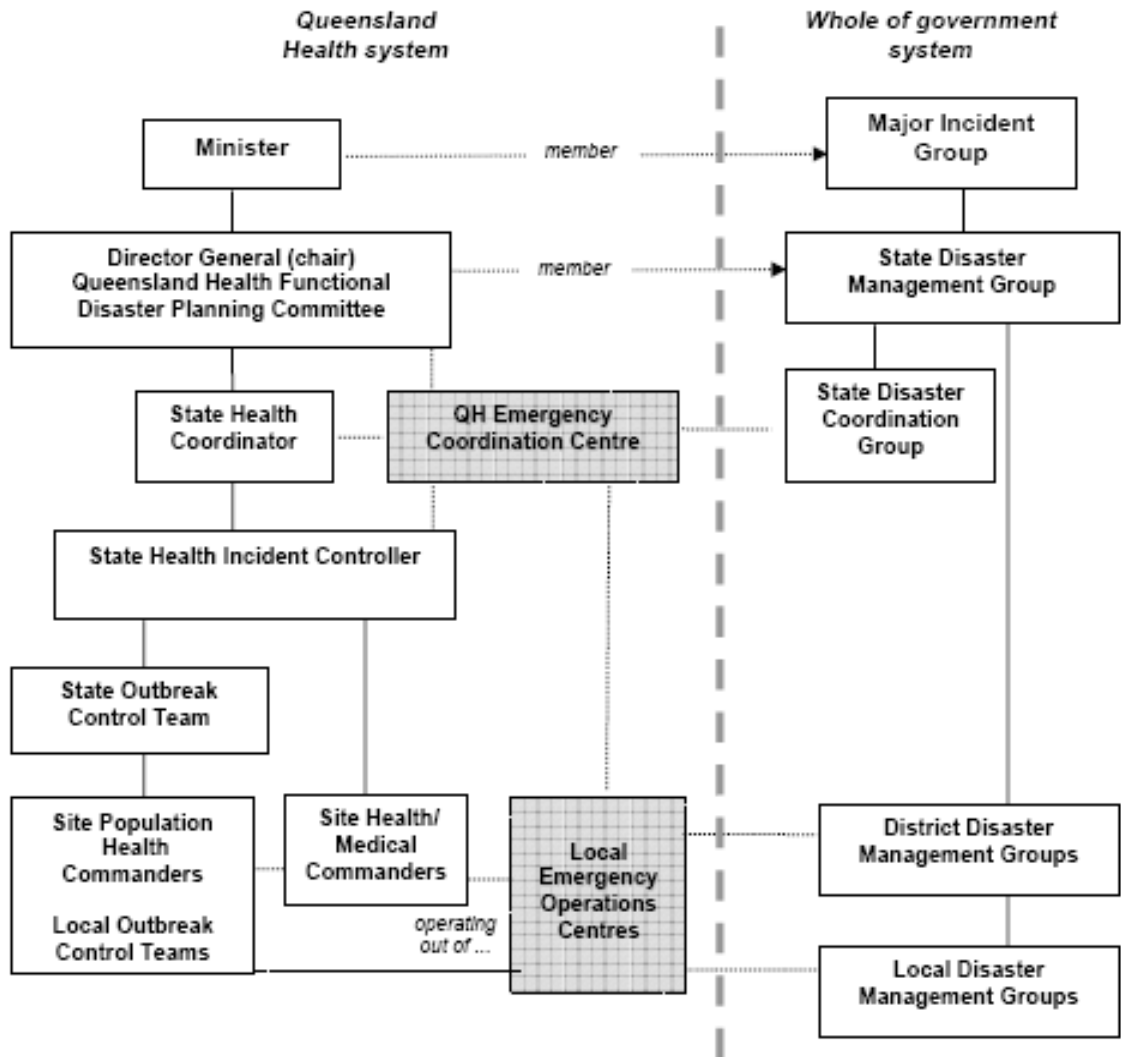 Queensland
Health system
Whole of government
system
Minister
member
Major Incident
Group
Director General (chair)
Queensland Health Functional
Disaster Planning Committee
member
State Disaster
Management Group
State Health
Coordinator
QH Emergency
Coordination Centre
State Disaster
Coordination
Group
State Health Incident Controller
State Outbreak
Control Team
Site Population
Health
Commanders
Local Outbreak
Control Teams
Site Health/
Medical
Commanders
operating
out of ...
Local
Emergency
Operations
Centres
District Disaster
Management Groups
Local Disaster
Management Groups